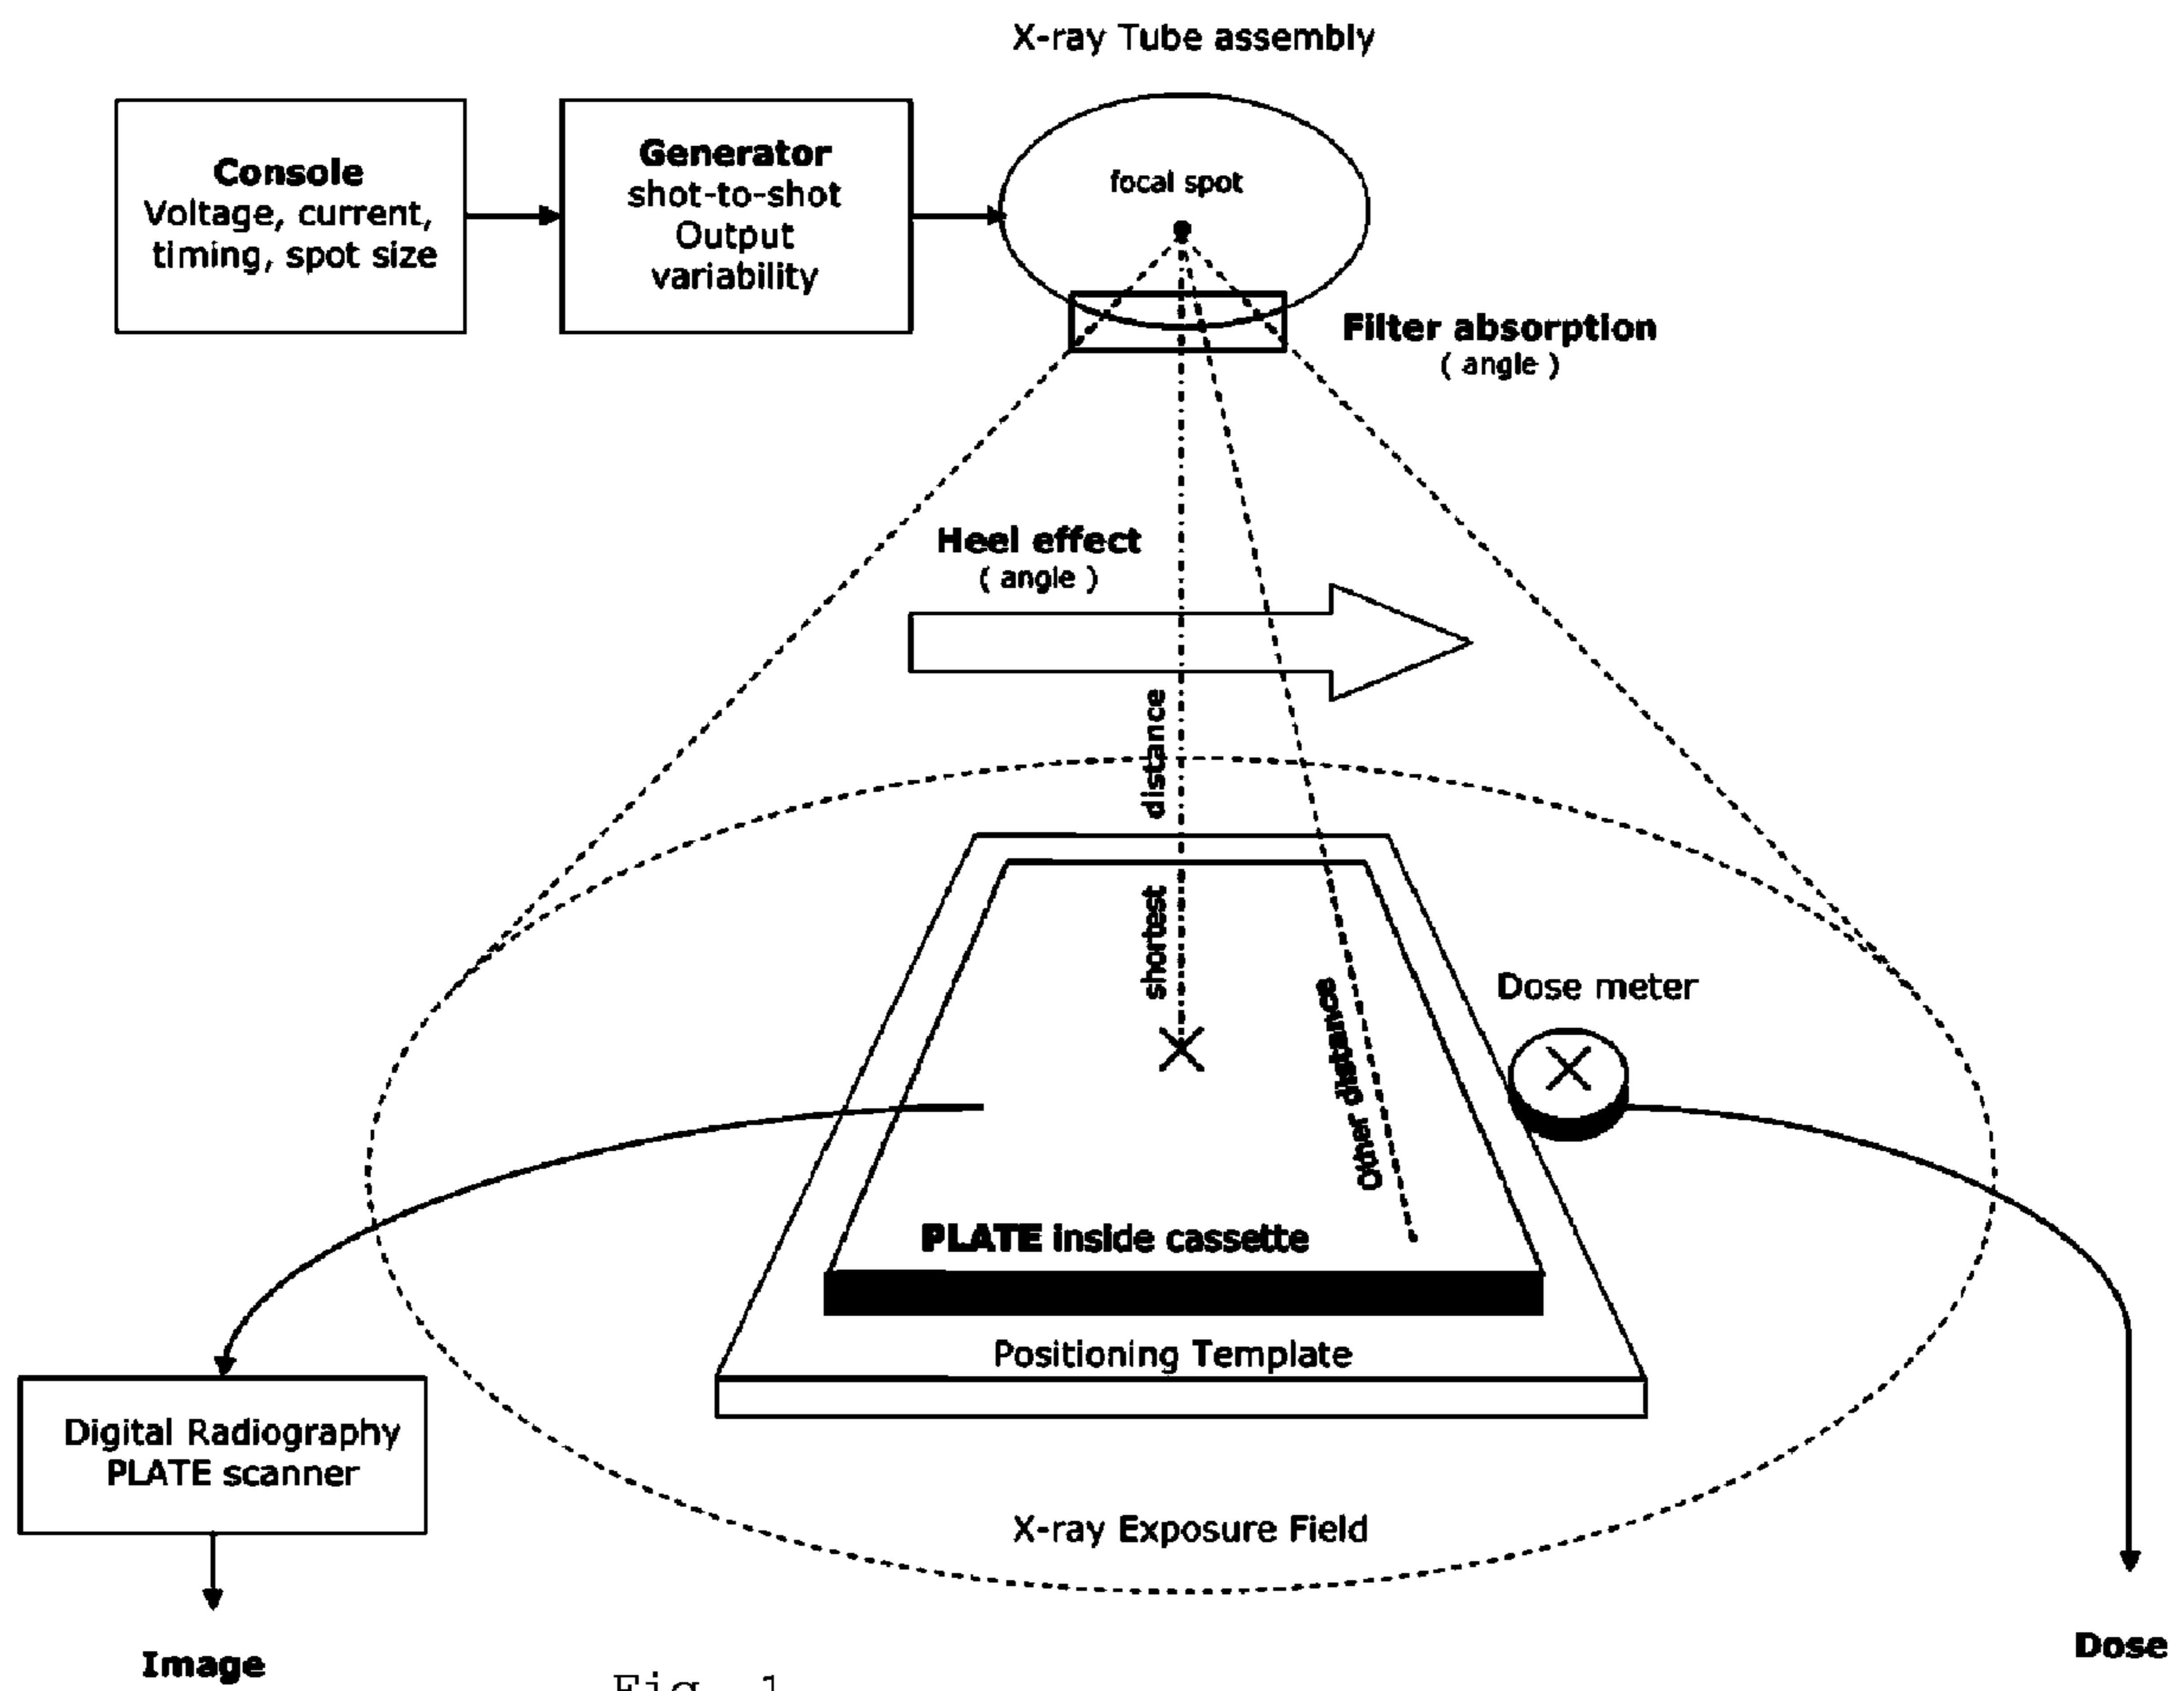 X-ray Tube assembly
Console
Voltage, current,
timing, spot size
Generator
shot-to-shot
Output
variability
focal spot
Filter absorption
( angle )
Heel effect
( angle )
shortest distance
Other distance
Dose meter
PLATE inside cassette
Positioning Template
Digital Radiography
PLATE scanner
X-ray Exposure Field
Image
Dose
Fig. 1